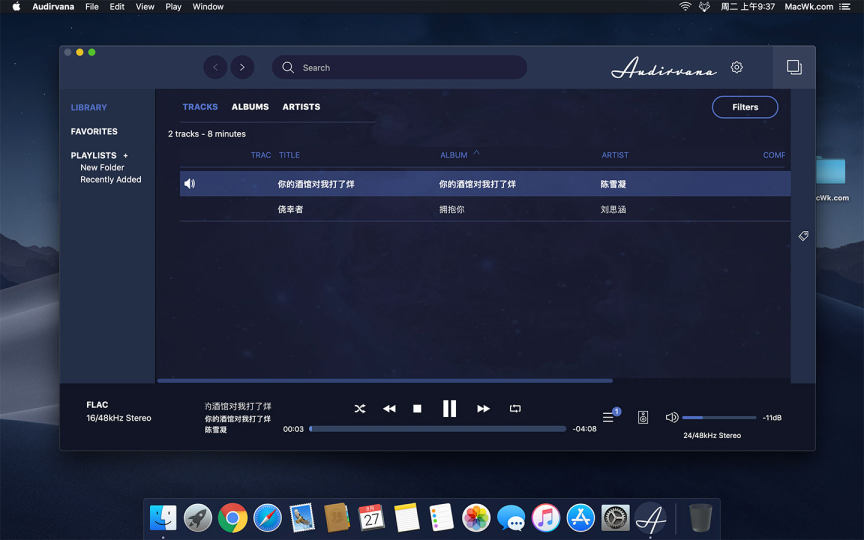 Audirvana File Edit View Play Window 周二 上午9:37 MacWk.com
Search
Audirvana
LIBRARY
TRACKS ALBUMS ARTISTS
Filters
FAVORITES
2 tracks - 8 minutes
PLAYLISTS +
New Folder
Recently Added
TRAC TITLE ALBUM ARTIST COMP
你的酒馆对我打了烊 你的酒馆对我打了烊 陈雪凝
侥幸者 拥抱你 刘思涵
cWk.com
FLAC
16/48kHz Stereo
的酒馆对我打了烊
你的酒馆对我打了烊
陈雪凝
00:03
-04:08
1
-11dB
24/48kHz Stereo
8月
27